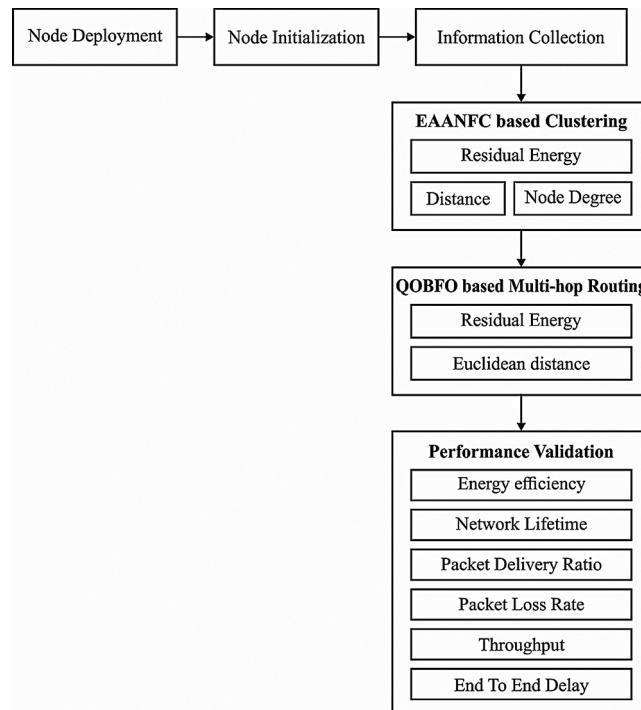 Node Deployment
Node Initialization
Information Collection
EAANFC based Clustering
Residual Energy
Distance
Node Degree
QOBFO based Multi-hop Routing
Residual Energy
Euclidean distance
Performance Validation
Energy efficiency
Network Lifetime
Packet Delivery Ratio
Packet Loss Rate
Throughput
End To End Delay